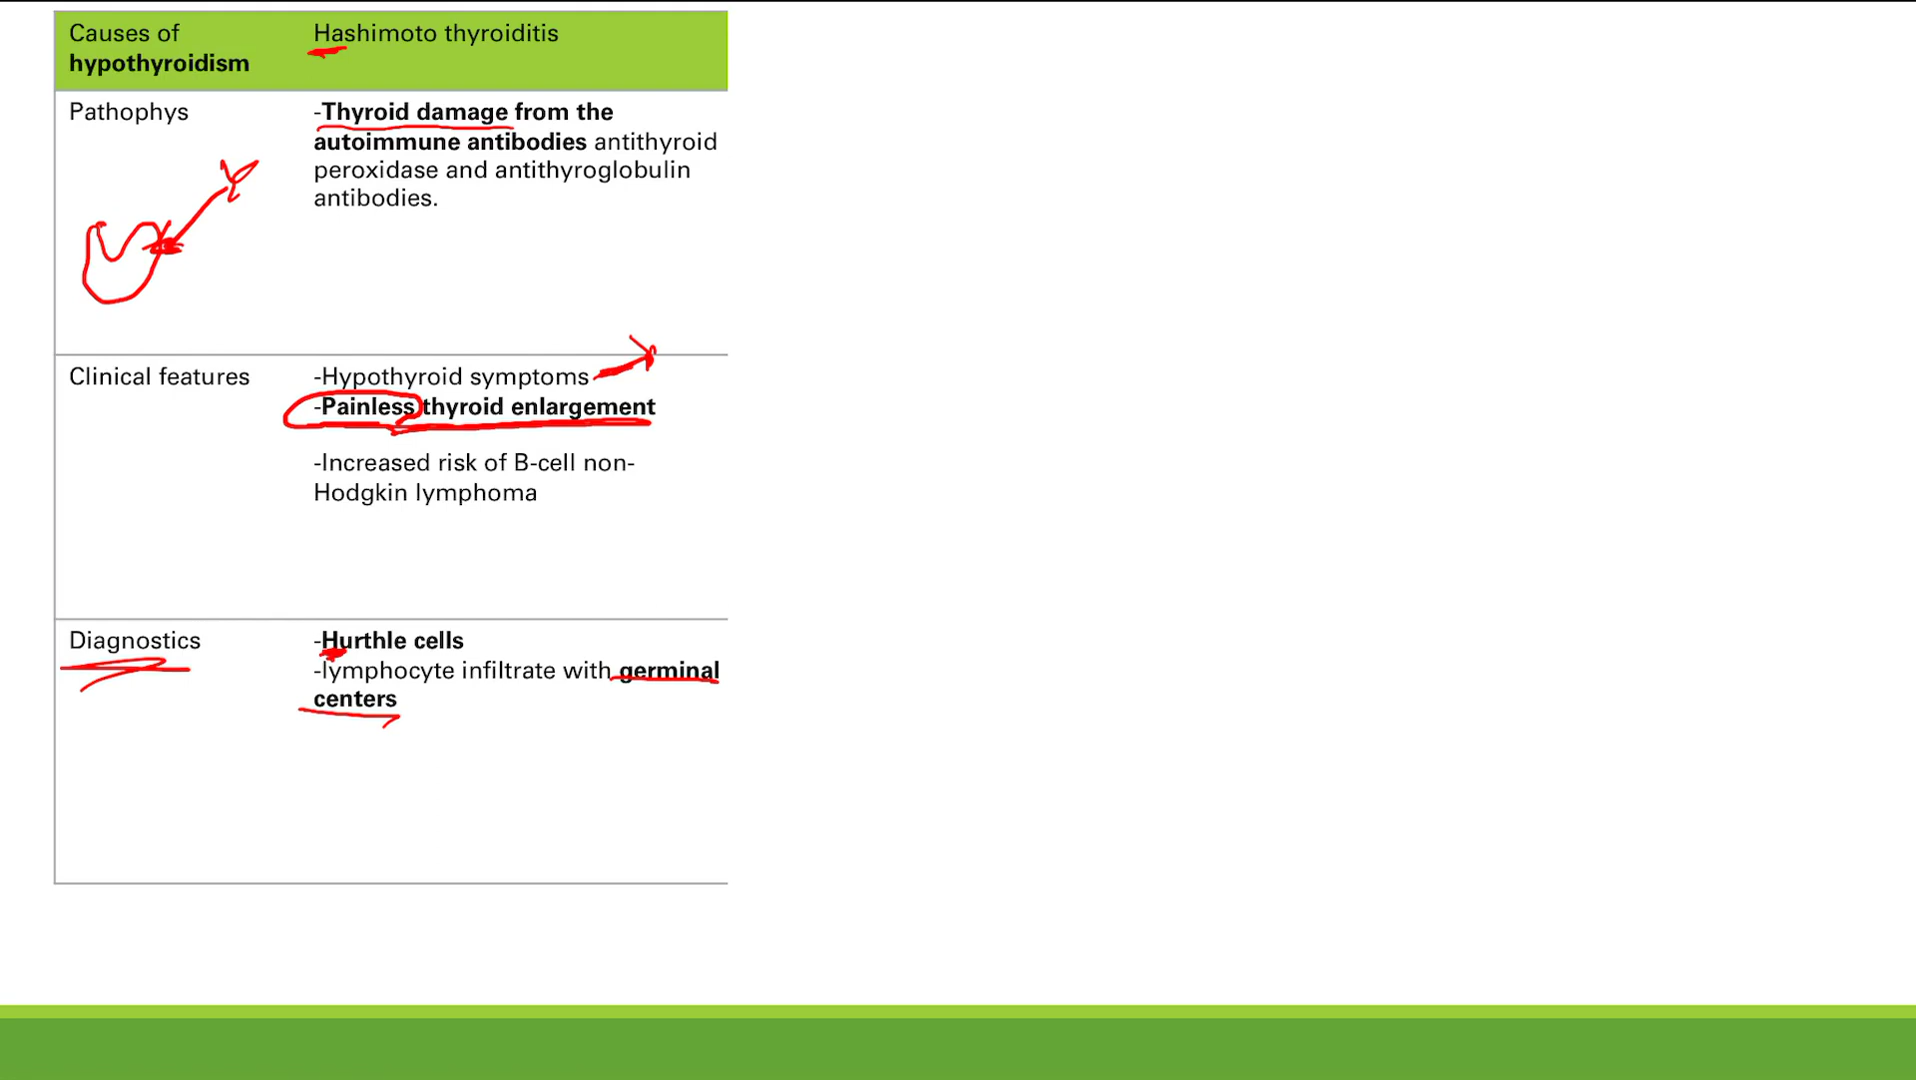 Causes of
hypothyroidism
Hashimoto thyroiditis
Pathophys
-Thyroid damage from the
autoimmune antibodies antithyroid
peroxidase and antithyroglobulin
antibodies.
Clinical features
-Hypothyroid symptoms
-Painless thyroid enlargement
-Increased risk of B-cell non-
Hodgkin lymphoma
Diagnostics
-Hurthle cells
-lymphocyte infiltrate with germinal
centers